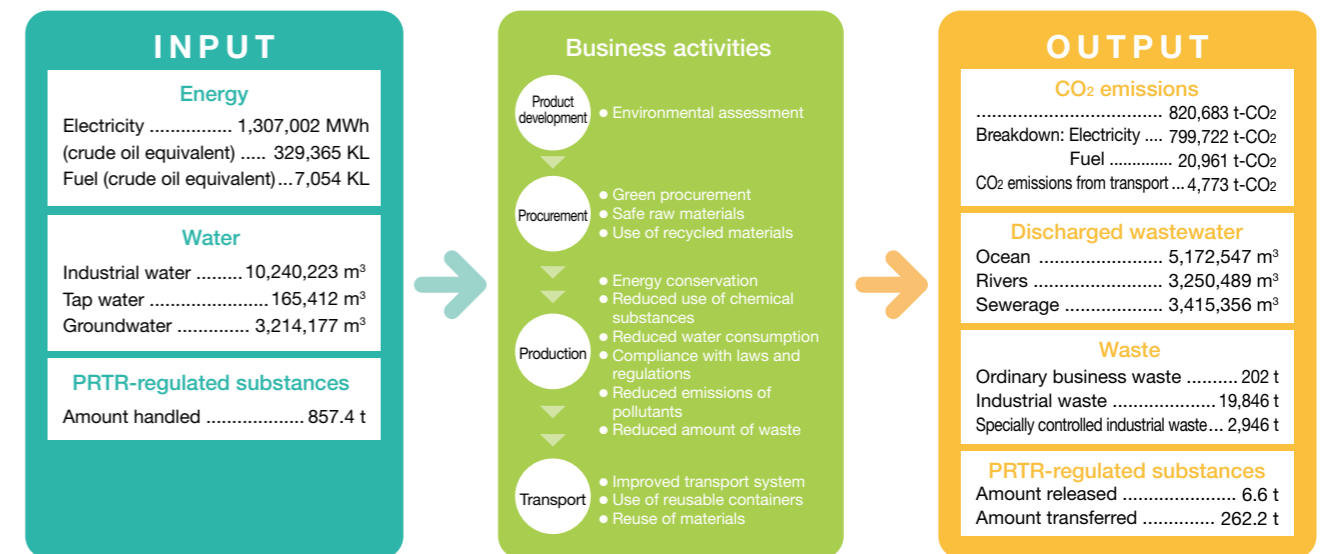 INPUT
Energy
Electricity ................ 1,307,002 MWh
(crude oil equivalent) ..... 329,365 KL
Fuel (crude oil equivalent)...7,054 KL
Water
Industrial water .........10,240,223 m³
Tap water .......................165,412 m³
Groundwater .............. 3,214,177 m³
PRTR-regulated substances
Amount handled ................... 857.4 t
Business activities
Product
development
● Environmental assessment
Procurement
● Green procurement
● Safe raw materials
● Use of recycled materials
Production
● Energy conservation
● Reduced use of chemical
substances
● Reduced water consumption
● Compliance with laws and
regulations
● Reduced emissions of
pollutants
● Reduced amount of waste
Transport
● Improved transport system
● Use of reusable containers
● Reuse of materials
OUTPUT
CO₂ emissions
.................................... 820,683 t-CO₂
Breakdown: Electricity .... 799,722 t-CO₂
Fuel .............. 20,961 t-CO₂
CO₂ emissions from transport ... 4,773 t-CO₂
Discharged wastewater
Ocean ........................ 5,172,547 m³
Rivers ......................... 3,250,489 m³
Sewerage ................... 3,415,356 m³
Waste
Ordinary business waste .......... 202 t
Industrial waste .................... 19,846 t
Specially controlled industrial waste... 2,946 t
PRTR-regulated substances
Amount released ...................... 6.6 t
Amount transferred .............. 262.2 t